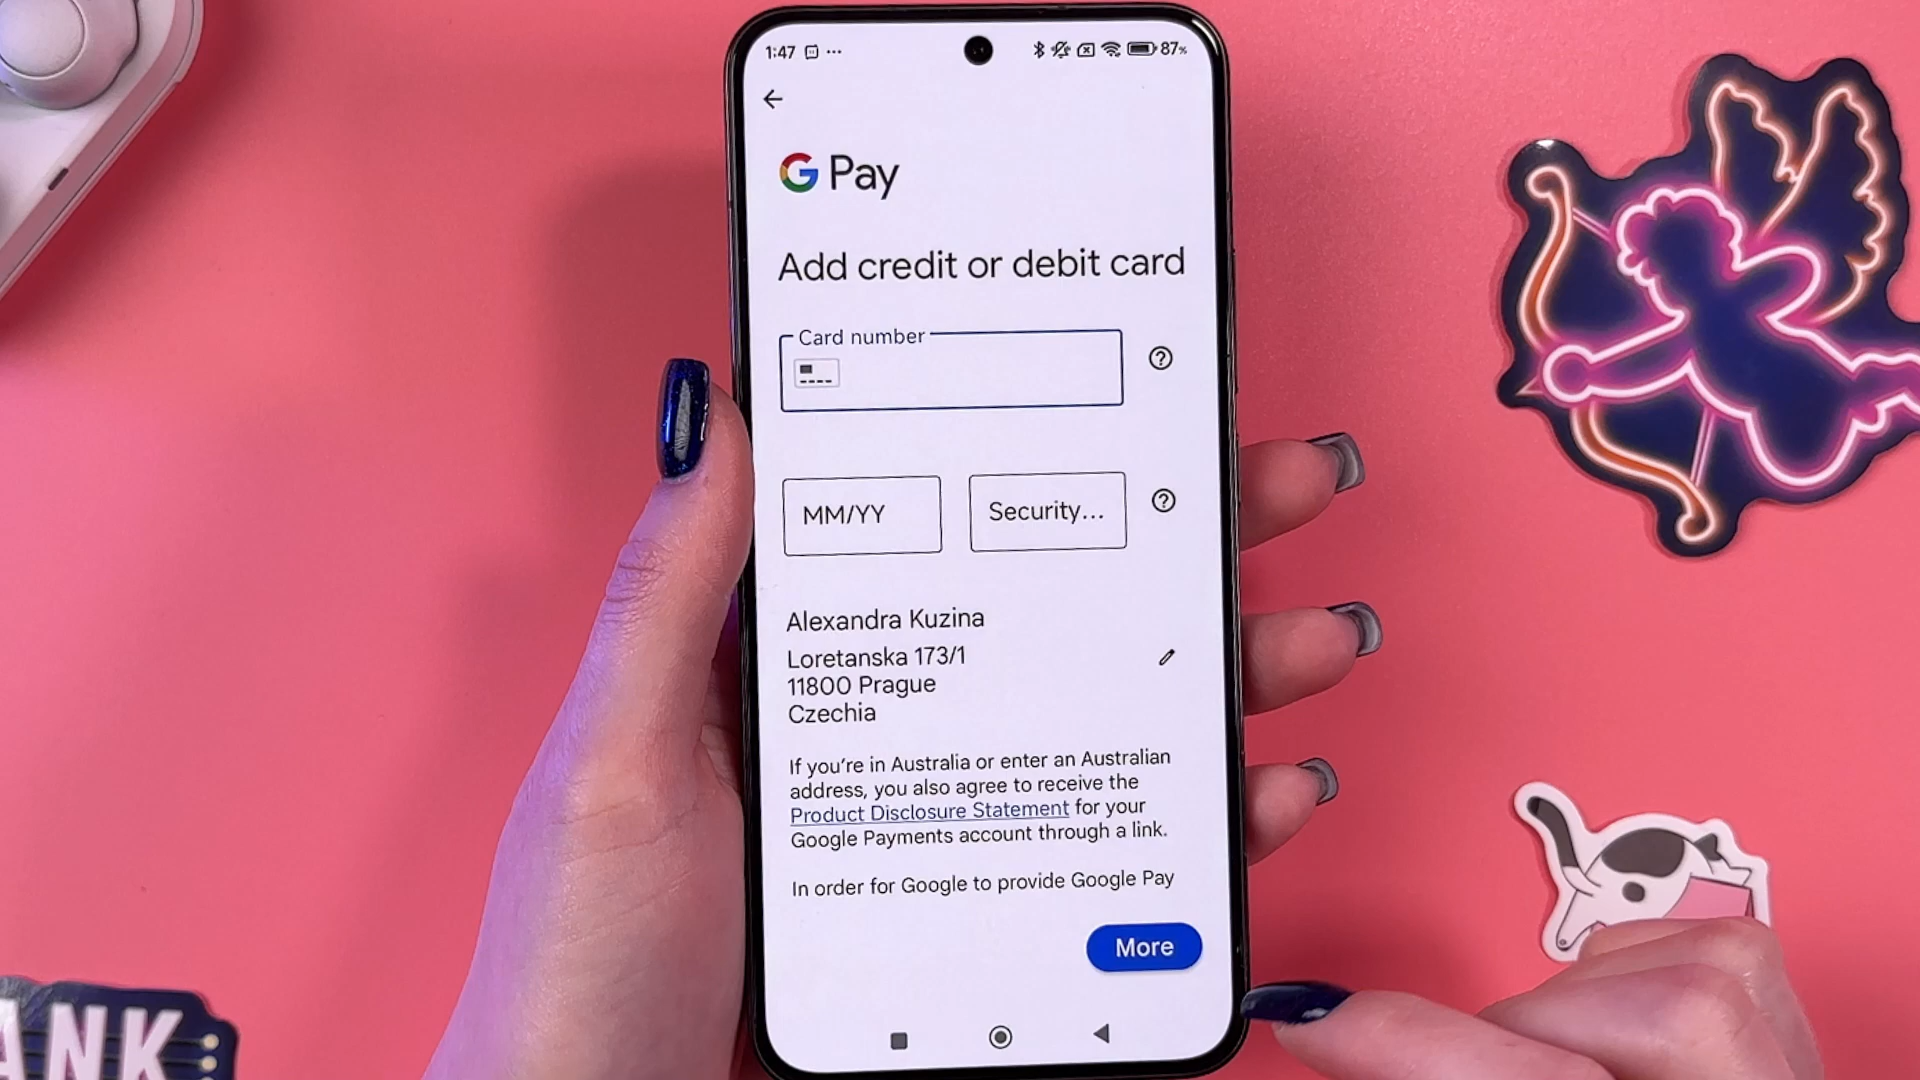 1:47
87%
G Pay
Add credit or debit card
Card number
MM/YY
Security...
Alexandra Kuzina
Loretanska 173/1
11800 Prague
Czechia
If you're in Australia or enter an Australian
address, you also agree to receive the
Product Disclosure Statement for your
Google Payments account through a link.
In order for Google to provide Google Pay
More
ANK